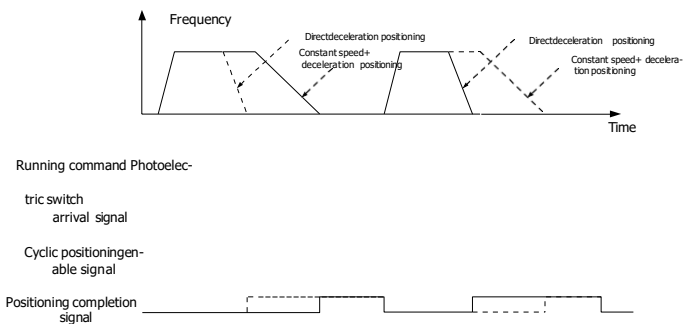 Frequency
Directdeceleration positioning
Constant speed+
deceleration positioning
Directdeceleration positioning
Constant speed+ decelera-
tion positioning
Time
Running command Photoelec-
tric switch
arrival signal
Cyclic positioningen-
able signal
Positioning completion
signal